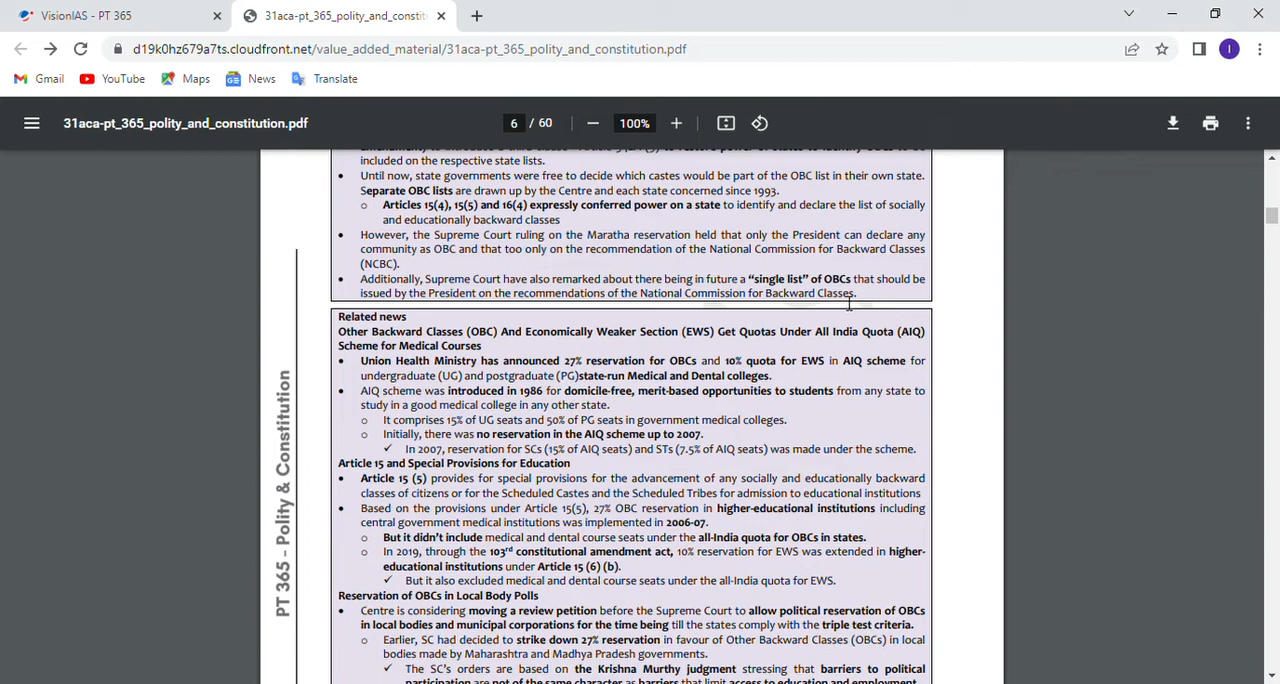 VisionIAS - PT 365
31aca-pt_365_polity_and_constit
d19k0hz679a7ts.cloudfront.net/value_added_material/31aca-pt_365_polity_and_constitution.pdf
I
Gmail YouTube Maps News Translate
31aca-pt_365_polity_and_constitution.pdf
6 / 60
100%
included on the respective state lists.
• Until now, state governments were free to decide which castes would be part of the OBC list in their own state.
Separate OBC lists are drawn up by the Centre and each state concerned since 1993.
o Articles 15(4), 15(5) and 16(4) expressly conferred power on a state to identify and declare the list of socially
and educationally backward classes
• However, the Supreme Court ruling on the Maratha reservation held that only the President can declare any
community as OBC and that too only on the recommendation of the National Commission for Backward Classes
(NCBC).
• Additionally, Supreme Court have also remarked about there being in future a “single list” of OBCs that should be
issued by the President on the recommendations of the National Commission for Backward Classes.
Related news
Other Backward Classes (OBC) And Economically Weaker Section (EWS) Get Quotas Under All India Quota (AIQ)
Scheme for Medical Courses
• Union Health Ministry has announced 27% reservation for OBCs and 10% quota for EWS in AIQ scheme for
undergraduate (UG) and postgraduate (PG)state-run Medical and Dental colleges.
• AIQ scheme was introduced in 1986 for domicile-free, merit-based opportunities to students from any state to
study in a good medical college in any other state.
o It comprises 15% of UG seats and 50% of PG seats in government medical colleges.
o Initially, there was no reservation in the AIQ scheme up to 2007.
✓ In 2007, reservation for SCs (15% of AIQ seats) and STs (7.5% of AIQ seats) was made under the scheme.
Article 15 and Special Provisions for Education
• Article 15 (5) provides for special provisions for the advancement of any socially and educationally backward
classes of citizens or for the Scheduled Castes and the Scheduled Tribes for admission to educational institutions
• Based on the provisions under Article 15(5), 27% OBC reservation in higher-educational institutions including
central government medical institutions was implemented in 2006-07.
o But it didn’t include medical and dental course seats under the all-India quota for OBCs in states.
o In 2019, through the 103rd constitutional amendment act, 10% reservation for EWS was extended in higher-
educational institutions under Article 15 (6) (b).
✓ But it also excluded medical and dental course seats under the all-India quota for EWS.
Reservation of OBCs in Local Body Polls
• Centre is considering moving a review petition before the Supreme Court to allow political reservation of OBCs
in local bodies and municipal corporations for the time being till the states comply with the triple test criteria.
o Earlier, SC had decided to strike down 27% reservation in favour of Other Backward Classes (OBCs) in local
bodies made by Maharashtra and Madhya Pradesh governments.
✓ The SC’s orders are based on the Krishna Murthy judgment stressing that barriers to political
participation are not of the same character as barriers that limit access to education and employment.
PT 365 - Polity & Constitution